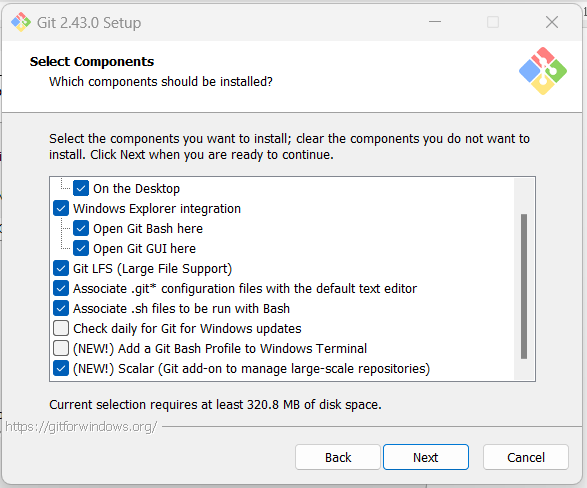 Git 2.43.0 Setup
Select Components
Which components should be installed?
Select the components you want to install; clear the components you do not want to
install. Click Next when you are ready to continue.
On the Desktop
Windows Explorer integration
Open Git Bash here
Open Git GUI here
Git LFS (Large File Support)
Associate .git* configuration files with the default text editor
Associate .sh files to be run with Bash
Check daily for Git for Windows updates
(NEW!) Add a Git Bash Profile to Windows Terminal
(NEW!) Scalar (Git add-on to manage large-scale repositories)
Current selection requires at least 320.8 MB of disk space.
https://gitforwindows.org/
Back
Next
Cancel